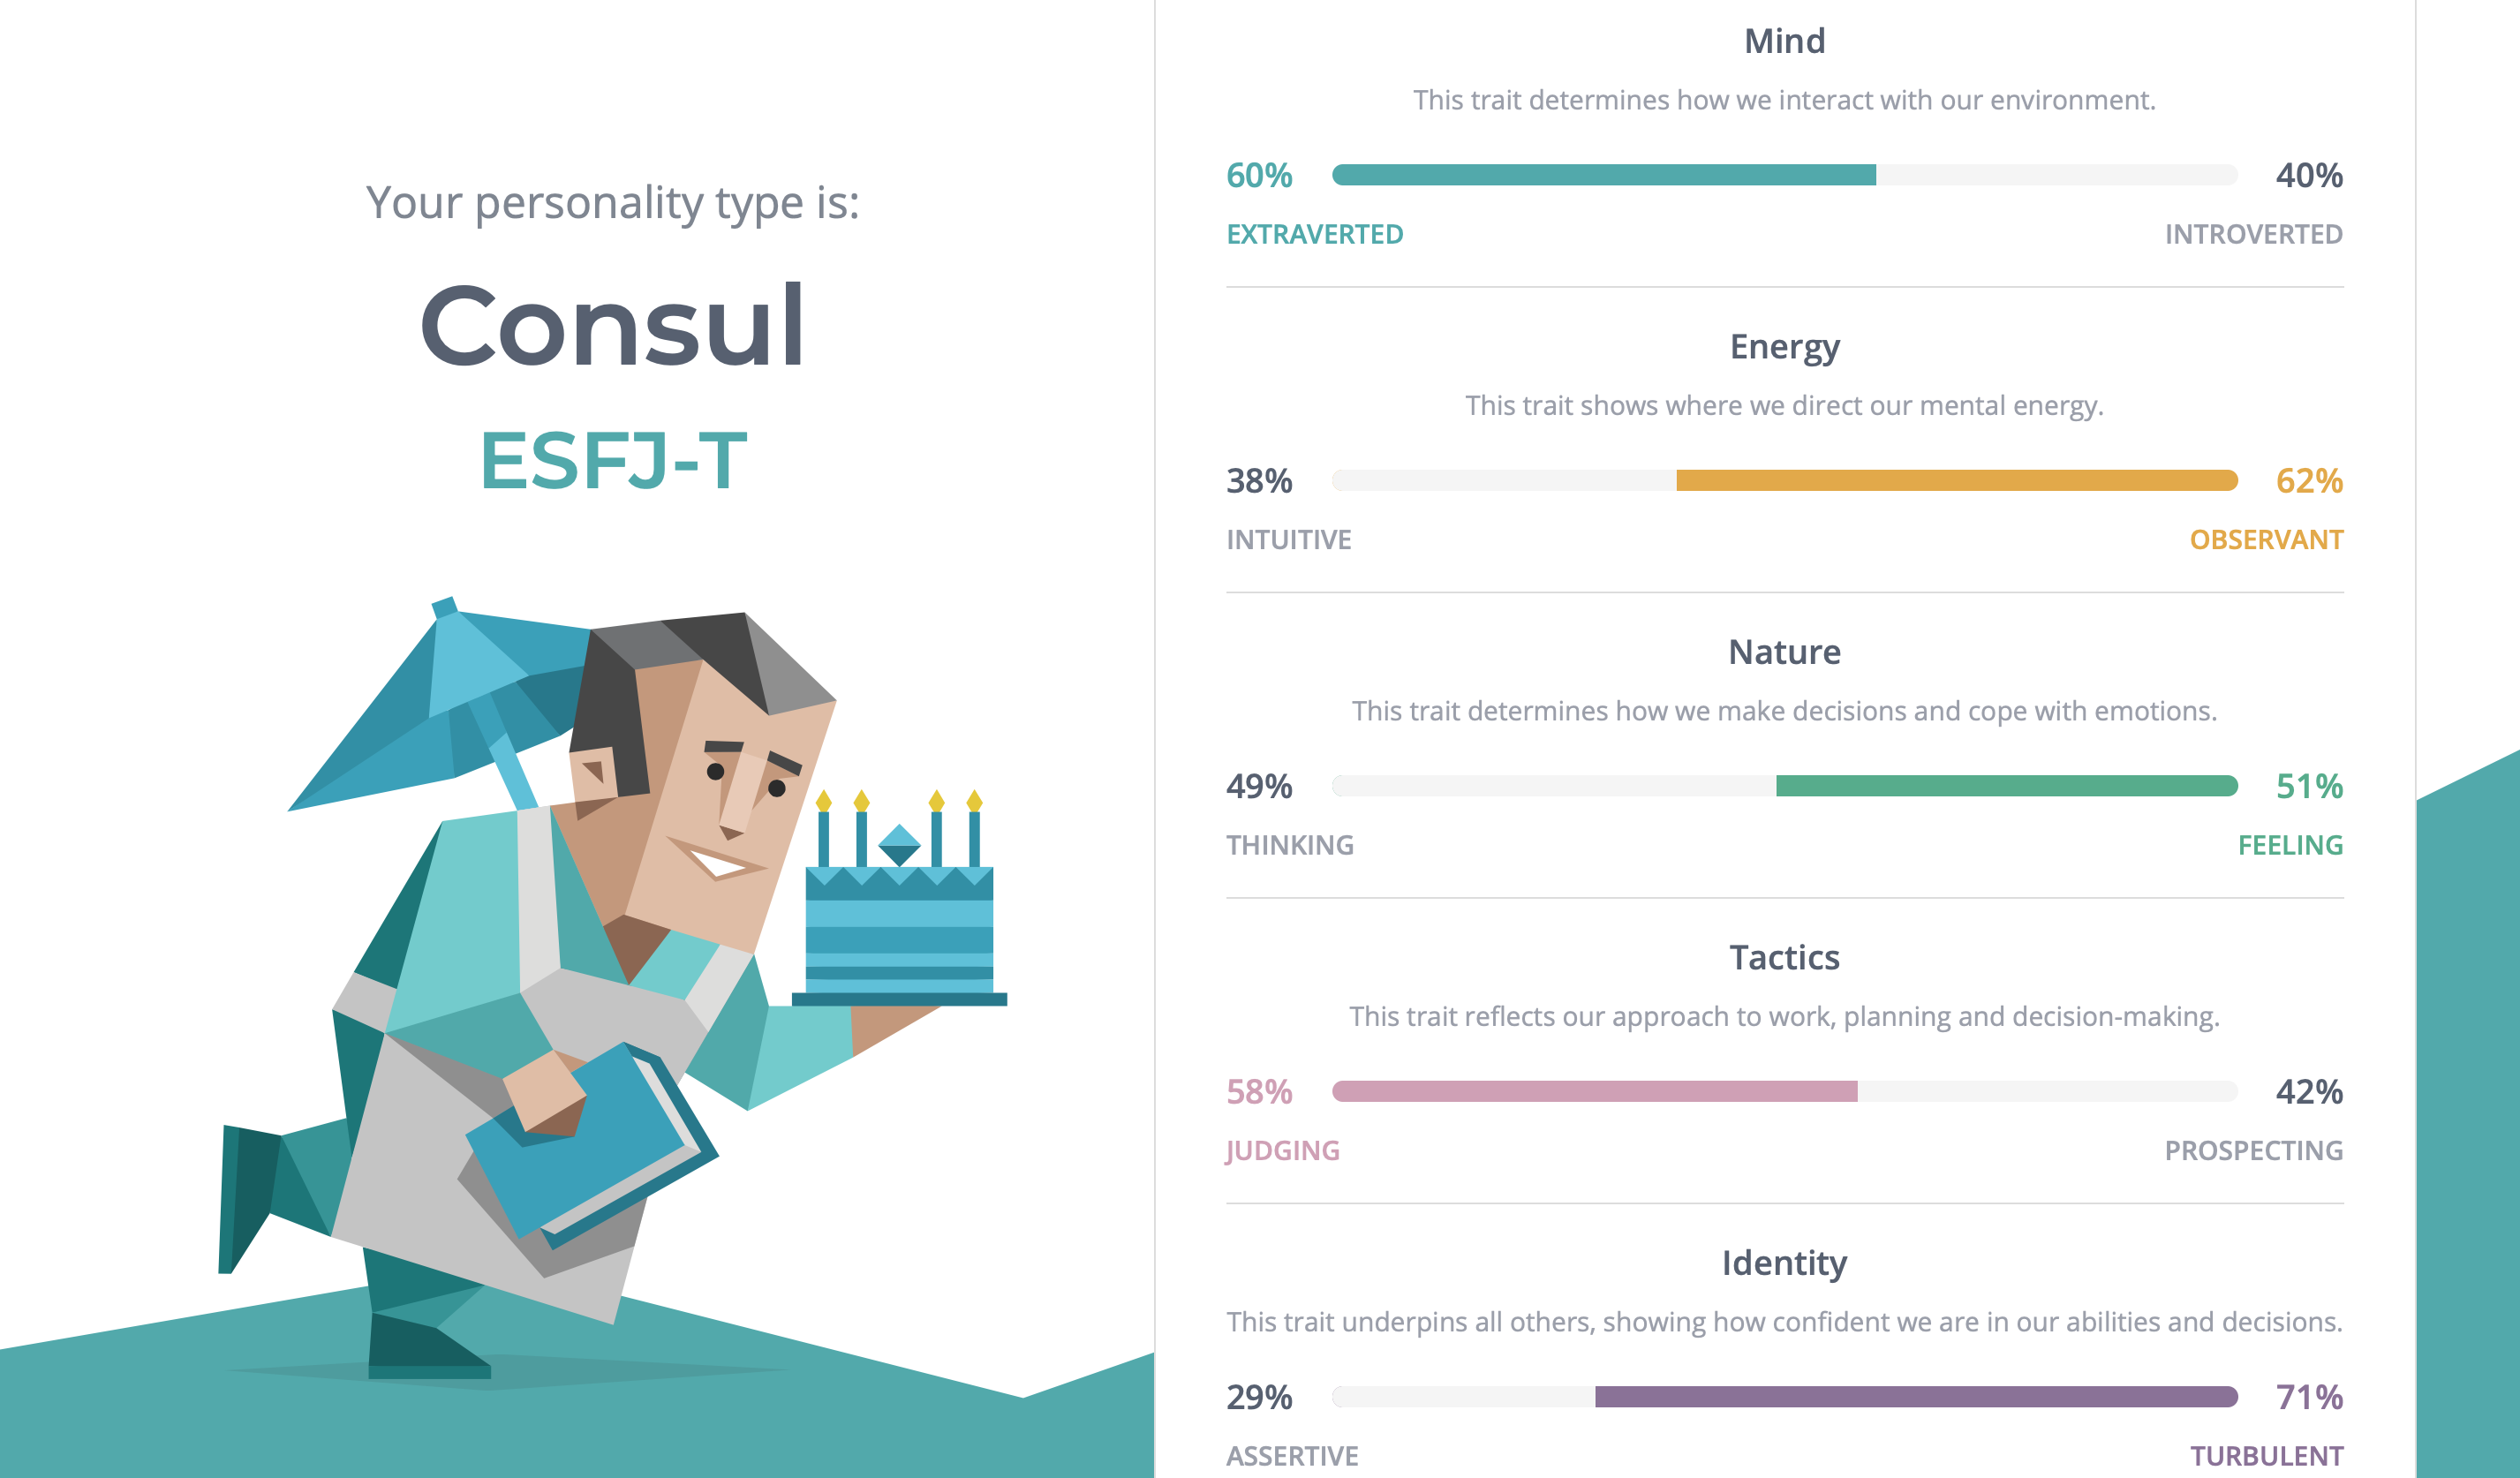 Your personality type is:
Consul
ESFJ-T
Mind
This trait determines how we interact with our environment.
60% 40%
EXTRAVERTED INTROVERTED
Energy
This trait shows where we direct our mental energy.
38% 62%
INTUITIVE OBSERVANT
Nature
This trait determines how we make decisions and cope with emotions.
49% 51%
THINKING FEELING
Tactics
This trait reflects our approach to work, planning and decision-making.
58% 42%
JUDGING PROSPECTING
Identity
This trait underpins all others, showing how confident we are in our abilities and decisions.
29% 71%
ASSERTIVE TURBULENT